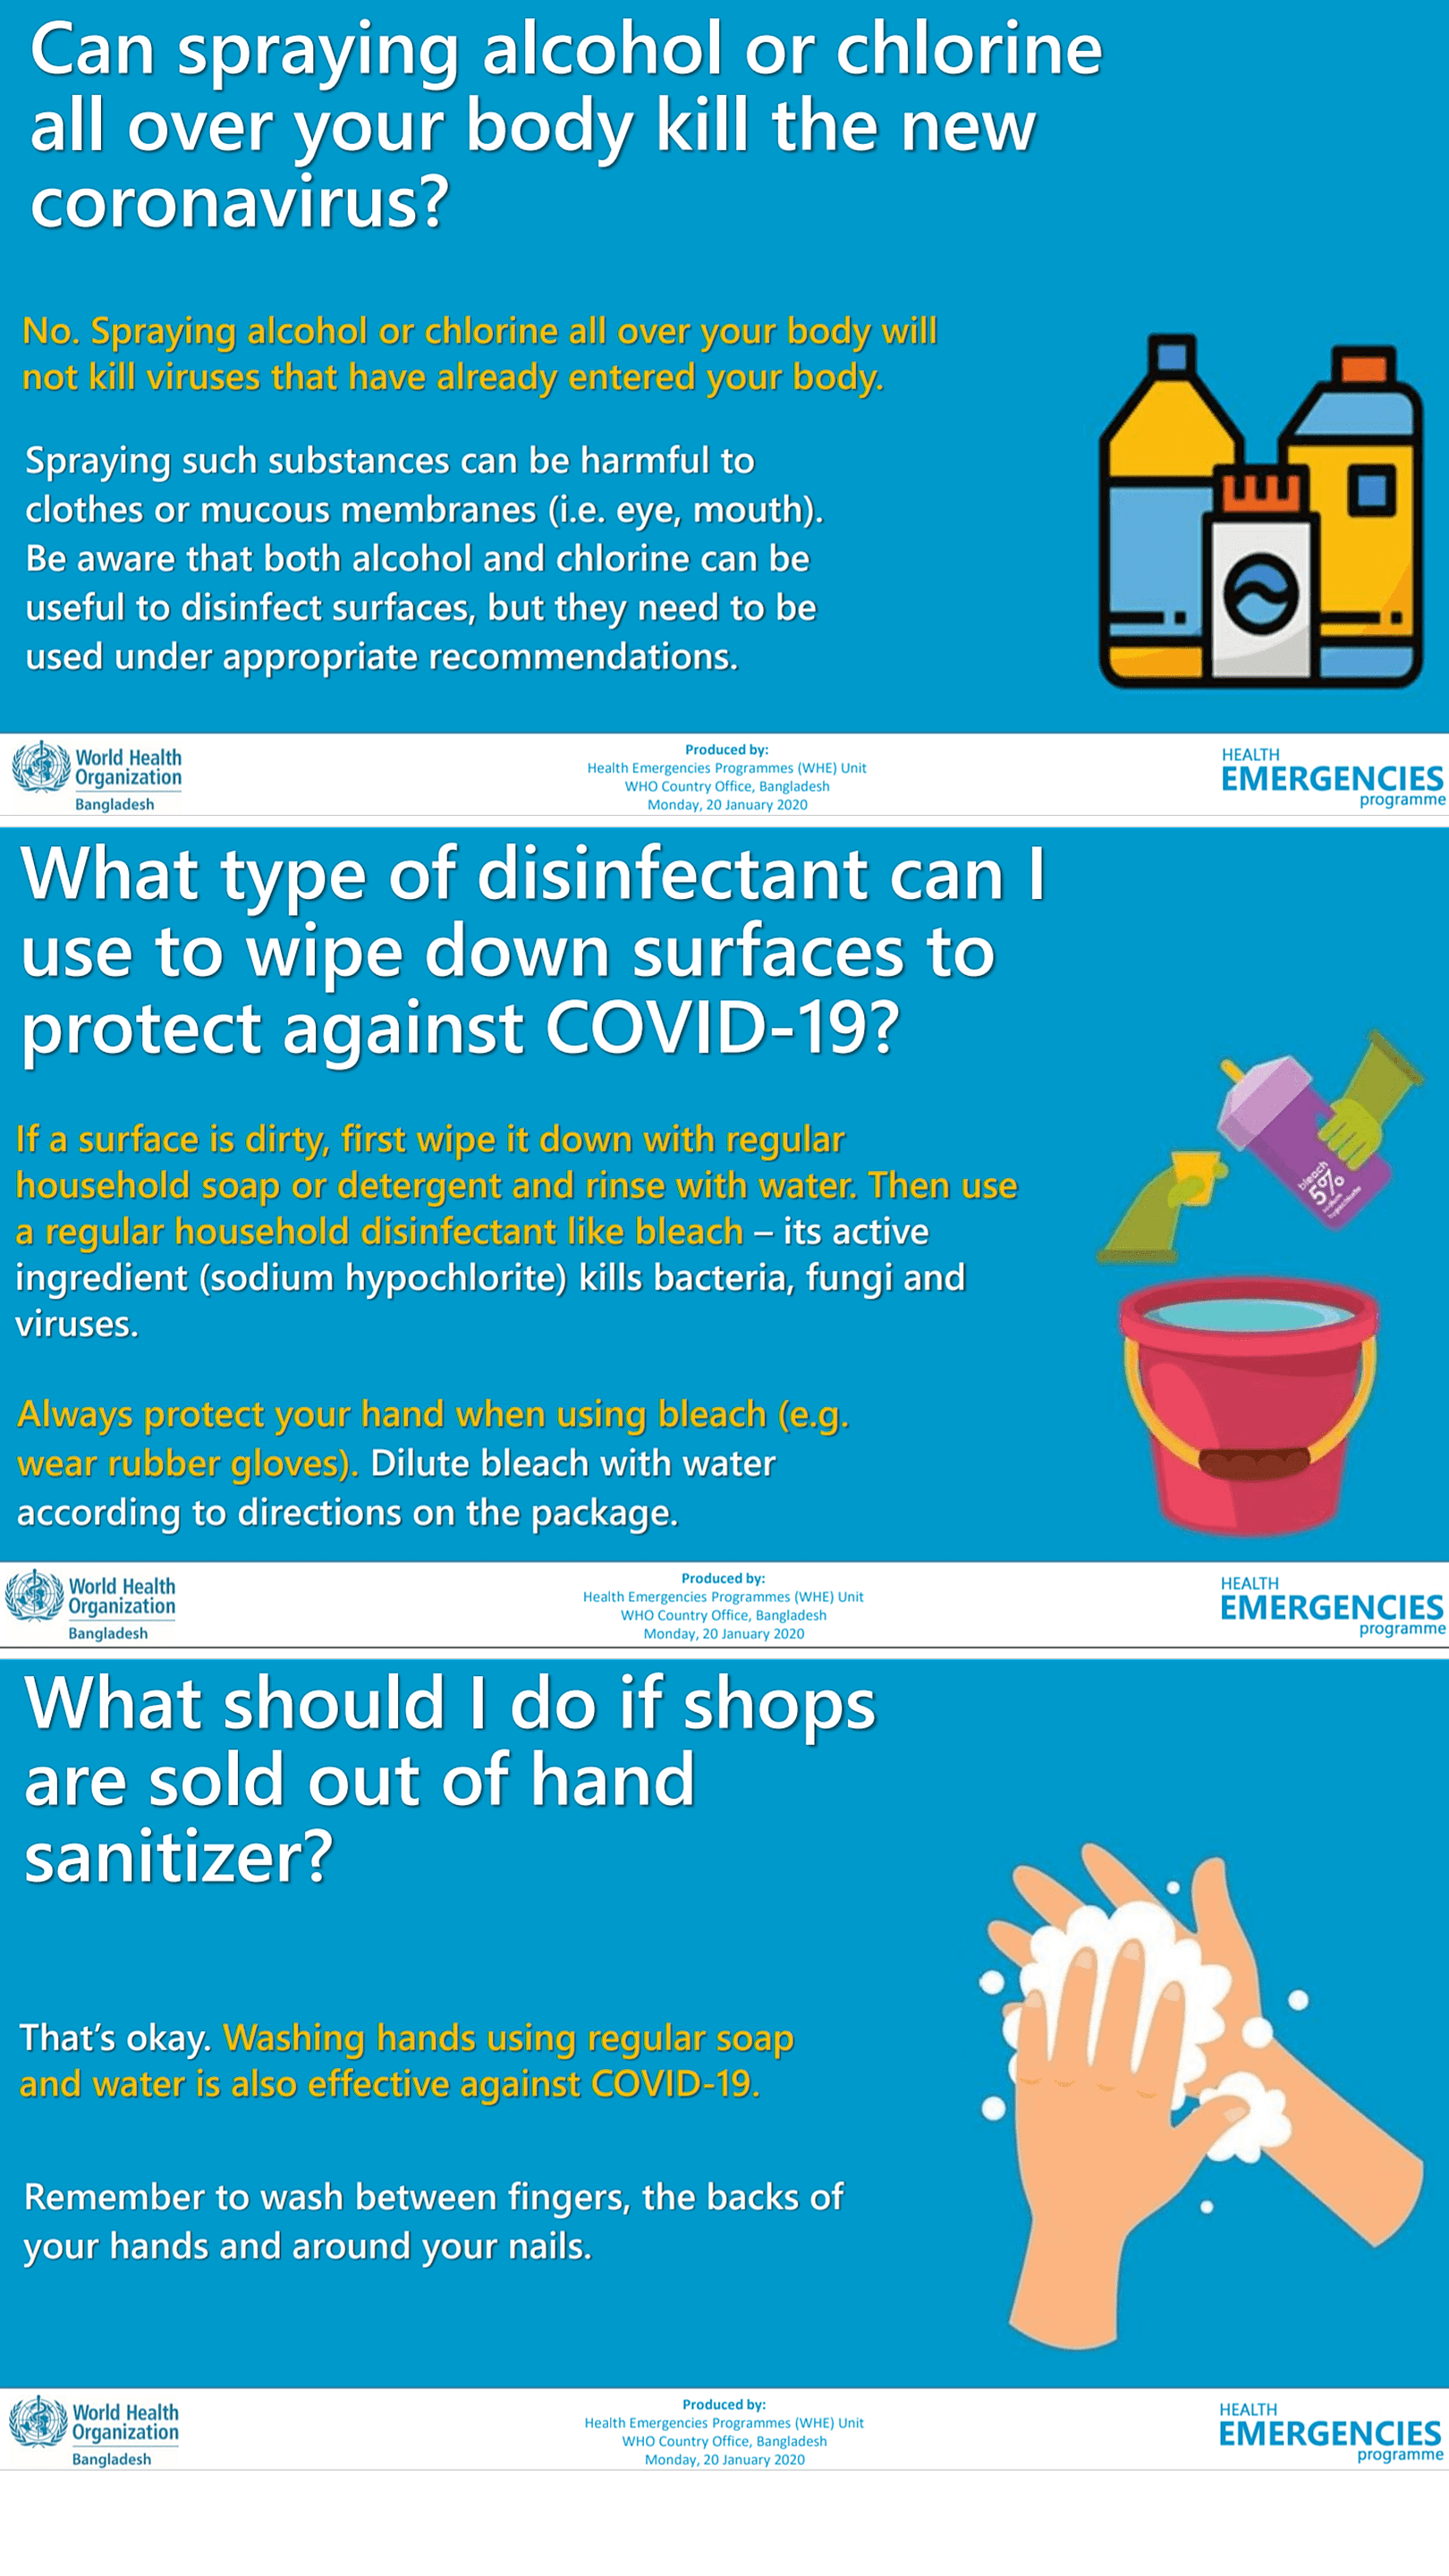 Can spraying alcohol or chlorine
all over your body kill the new
coronavirus?
No. Spraying alcohol or chlorine all over your body will
not kill viruses that have already entered your body.
Spraying such substances can be harmful to
clothes or mucous membranes (i.e. eye, mouth).
Be aware that both alcohol and chlorine can be
useful to disinfect surfaces, but they need to be
used under appropriate recommendations.
World Health
Organization
Bangladesh
Produced by:
Health Emergencies Programmes (WHE) Unit
WHO Country Office, Bangladesh
Monday, 20 January 2020
HEALTH
EMERGENCIES
programme
What type of disinfectant can I
use to wipe down surfaces to
protect against COVID-19?
If a surface is dirty, first wipe it down with regular
household soap or detergent and rinse with water. Then use
a regular household disinfectant like bleach – its active
ingredient (sodium hypochlorite) kills bacteria, fungi and
viruses.
Always protect your hand when using bleach (e.g.
wear rubber gloves). Dilute bleach with water
according to directions on the package.
bleach
5%
sodium
hypochlorite
World Health
Organization
Bangladesh
Produced by:
Health Emergencies Programmes (WHE) Unit
WHO Country Office, Bangladesh
Monday, 20 January 2020
HEALTH
EMERGENCIES
programme
What should I do if shops
are sold out of hand
sanitizer?
That’s okay. Washing hands using regular soap
and water is also effective against COVID-19.
Remember to wash between fingers, the backs of
your hands and around your nails.
World Health
Organization
Bangladesh
Produced by:
Health Emergencies Programmes (WHE) Unit
WHO Country Office, Bangladesh
Monday, 20 January 2020
HEALTH
EMERGENCIES
programme